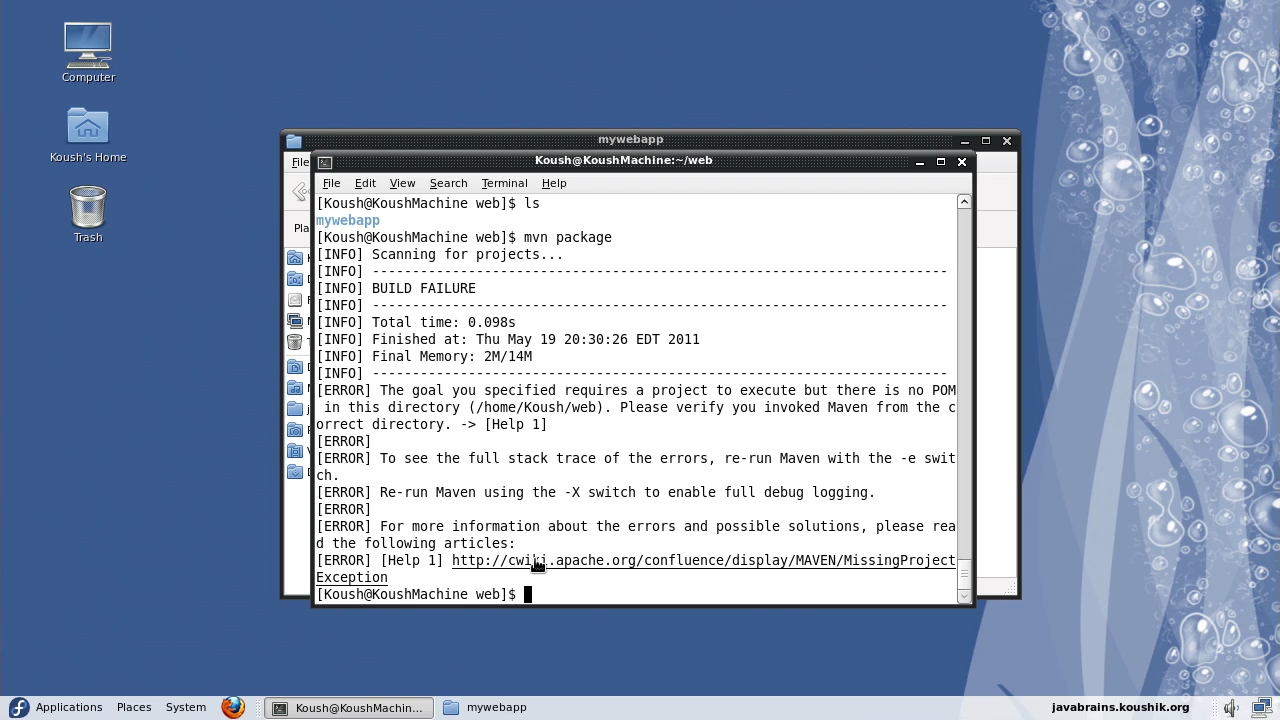 Computer
Koush's Home
Trash
mywebapp
File
Koush@KoushMachine:~/web
File Edit View Search Terminal Help
[Koush@KoushMachine web]$ ls
mywebapp
[Koush@KoushMachine web]$ mvn package
[INFO] Scanning for projects...
[INFO] ------------------------------------------------------------------------
[INFO] BUILD FAILURE
[INFO] ------------------------------------------------------------------------
[INFO] Total time: 0.098s
[INFO] Finished at: Thu May 19 20:30:26 EDT 2011
[INFO] Final Memory: 2M/14M
[INFO] ------------------------------------------------------------------------
[ERROR] The goal you specified requires a project to execute but there is no POM
in this directory (/home/Koush/web). Please verify you invoked Maven from the c
orrect directory. -> [Help 1]
[ERROR]
[ERROR] To see the full stack trace of the errors, re-run Maven with the -e swit
ch.
[ERROR] Re-run Maven using the -X switch to enable full debug logging.
[ERROR]
[ERROR] For more information about the errors and possible solutions, please rea
d the following articles:
[ERROR] [Help 1] http://cwiki.apache.org/confluence/display/MAVEN/MissingProject
Exception
[Koush@KoushMachine web]$
Applications Places System Koush@KoushMachin... mywebapp javabrains.koushik.org